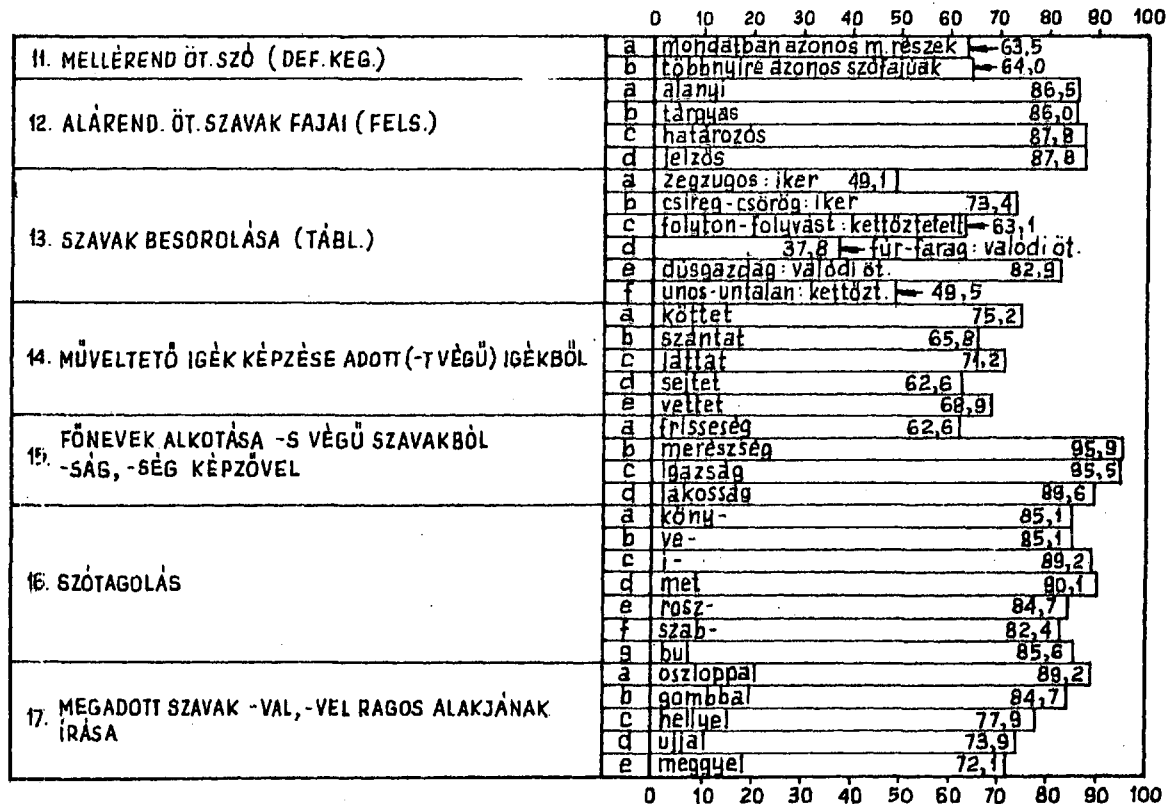 0 10 20 30 40 50 60 70 80 90 100
11. MELLÉREND ÖT. SZÓ (DEF. KEG.)
a mondatban azonos m. részek 63,5
b többnyire azonos szófajúak 64,0
12. ALÁREND. ÖT. SZAVAK FAJAI (FELS.)
a alanyi 86,5
b tárgyas 86,0
c határozós 87,8
d jelzős 87,8
13. SZAVAK BESOROLÁSA (TÁBL.)
a zegzugos: iker 49,1
b csireg-csörög: iker 73,4
c folyton-folyvást: kettőztetett 63,1
d 37,8 fúr-farag: valódi öt.
e dúsgazdag: valódi öt. 82,9
f unos-untalan: kettőzt. 49,5
14. MŰVELTETŐ IGÉK KÉPZÉSE ADOTT (-T VÉGŰ) IGÉKBŐL
a köttet 75,2
b szántat 65,8
c láttat 71,2
d sejtet 62,6
e vettet 68,9
15. FŐNEVEK ALKOTÁSA -S VÉGŰ SZAVAKBÓL
-SÁG, -SÉG KÉPZŐVEL
a frisseség 62,6
b merészség 95,9
c igazság 95,5
d lakosság 89,6
16. SZÓTAGOLÁS
a köny- 85,1
b ve- 85,1
c i- 89,2
d met 90,1
e rosz- 84,7
f szab- 82,4
g bul 85,6
17. MEGADOTT SZAVAK -VAL, -VEL RAGOS ALAKJÁNAK
ÍRÁSA
a oszloppal 89,2
b gombbal 84,7
c hellyel 77,9
d ujjal 73,9
e meggyel 72,1
0 10 20 30 40 50 60 70 80 90 100